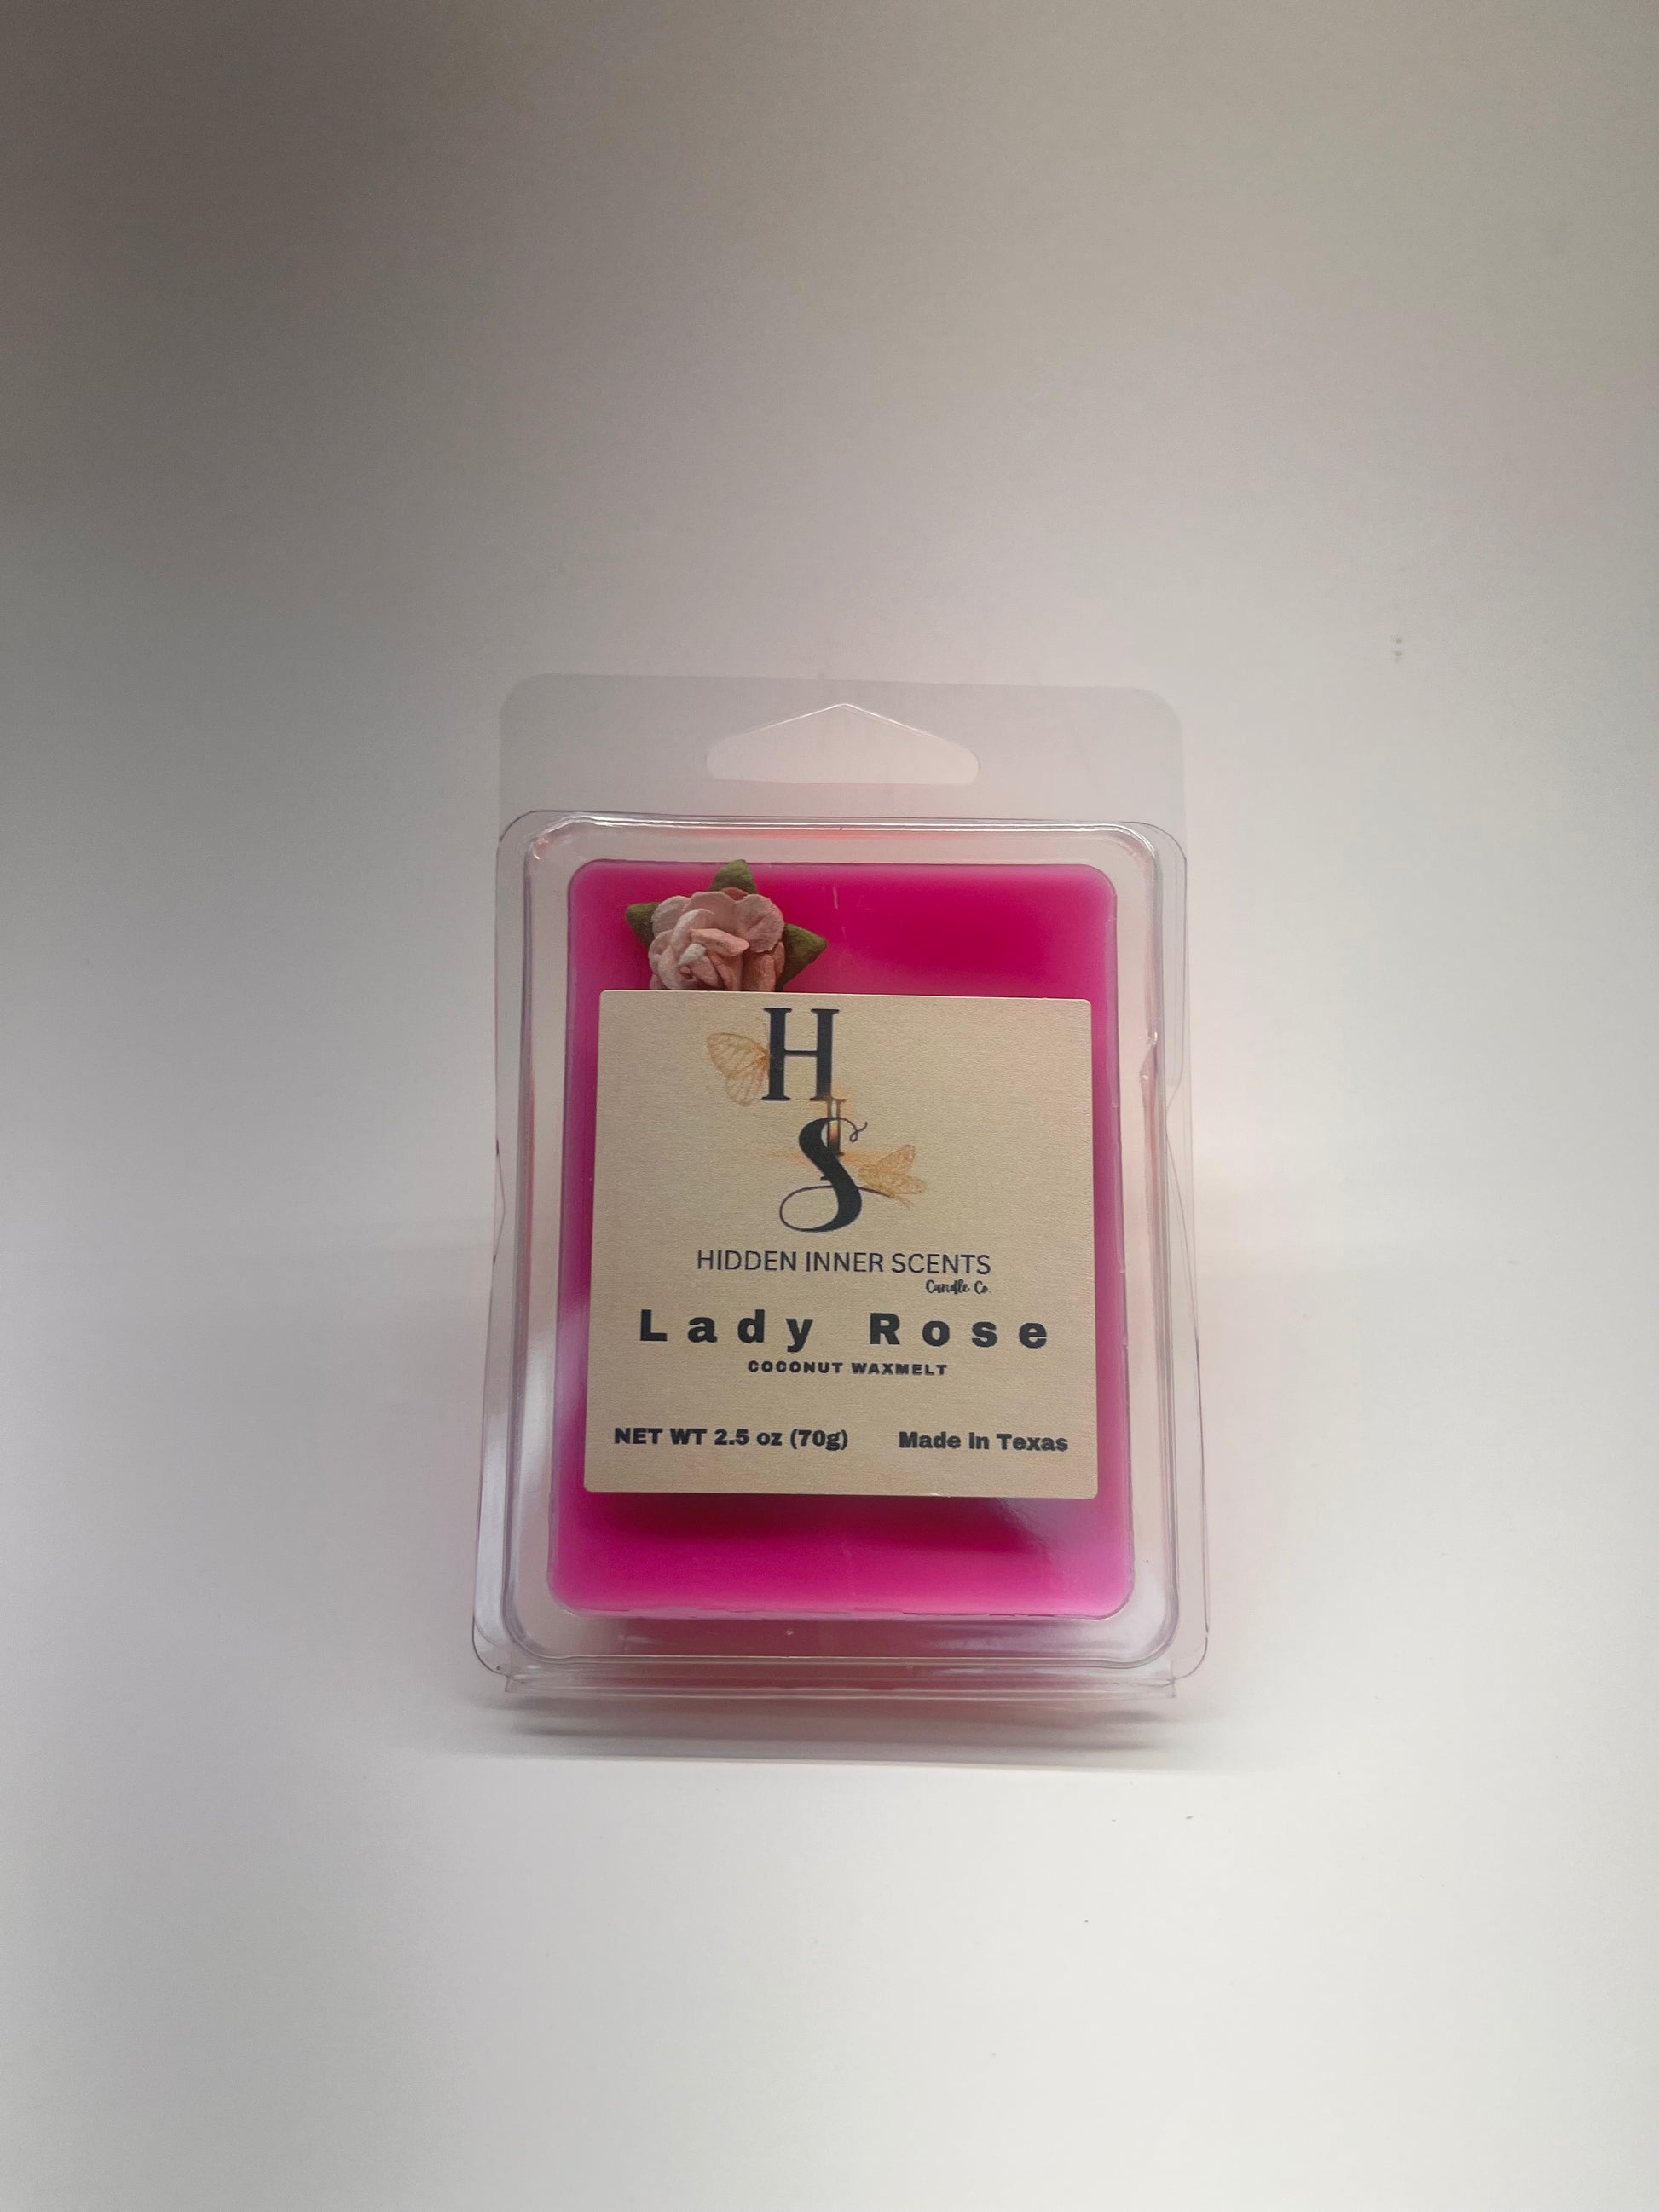 H
I
S
HIDDEN INNER SCENTS
Candle Co.
Lady Rose
COCONUT WAXMELT
NET WT 2.5 oz (70g) Made in Texas